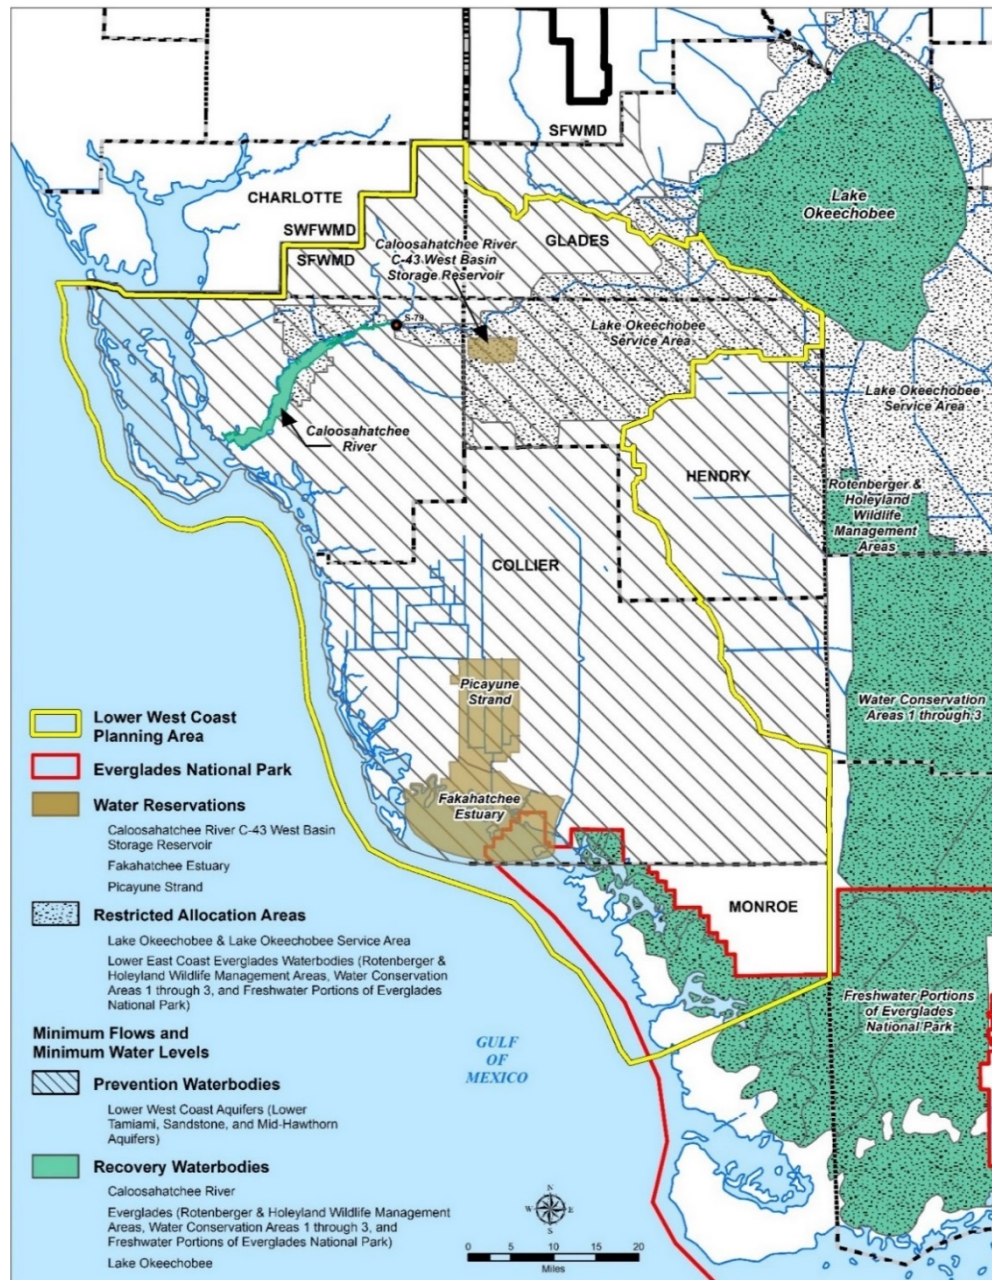 SFWMD
Lake
Okeechobee
CHARLOTTE
SWFWMD
SFWMD
Caloosahatchee River
C-43 West Basin
Storage Reservoir
GLADES
S-79
Lake Okeechobee
Service Area
Lake Okeechobee
Service Area
Caloosahatchee
River
HENDRY
Rotenberger &
Holeyland
Wildlife
Management
Areas
COLLIER
Picayune
Strand
Water Conservation
Areas 1 through 3
Fakahatchee
Estuary
MONROE
Freshwater Portions
of Everglades
National Park
GULF
OF
MEXICO
Lower West Coast
Planning Area
Everglades National Park
Water Reservations
Caloosahatchee River C-43 West Basin
Storage Reservoir
Fakahatchee Estuary
Picayune Strand
Restricted Allocation Areas
Lake Okeechobee & Lake Okeechobee Service Area
Lower East Coast Everglades Waterbodies (Rotenberger &
Holeyland Wildlife Management Areas, Water Conservation
Areas 1 through 3, and Freshwater Portions of Everglades
National Park)
Minimum Flows and
Minimum Water Levels
Prevention Waterbodies
Lower West Coast Aquifers (Lower
Tamiami, Sandstone, and Mid-Hawthorn
Aquifers)
Recovery Waterbodies
Caloosahatchee River
Everglades (Rotenberger & Holeyland Wildlife Management
Areas, Water Conservation Areas 1 through 3, and
Freshwater Portions of Everglades National Park)
Lake Okeechobee
N
W E
S
0 5 10 15 20
Miles